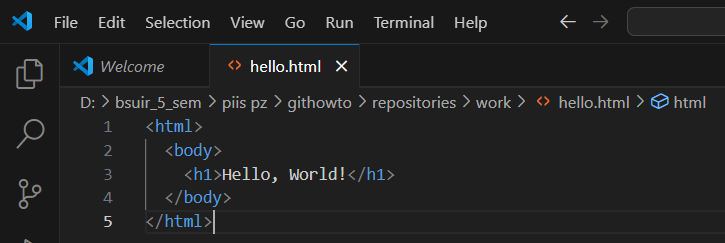 File Edit Selection View Go Run Terminal Help
Welcome hello.html
D: > bsuir_5_sem > piis pz > githowto > repositories > work > hello.html > html
1 <html>
2 <body>
3 <h1>Hello, World!</h1>
4 </body>
5 </html>